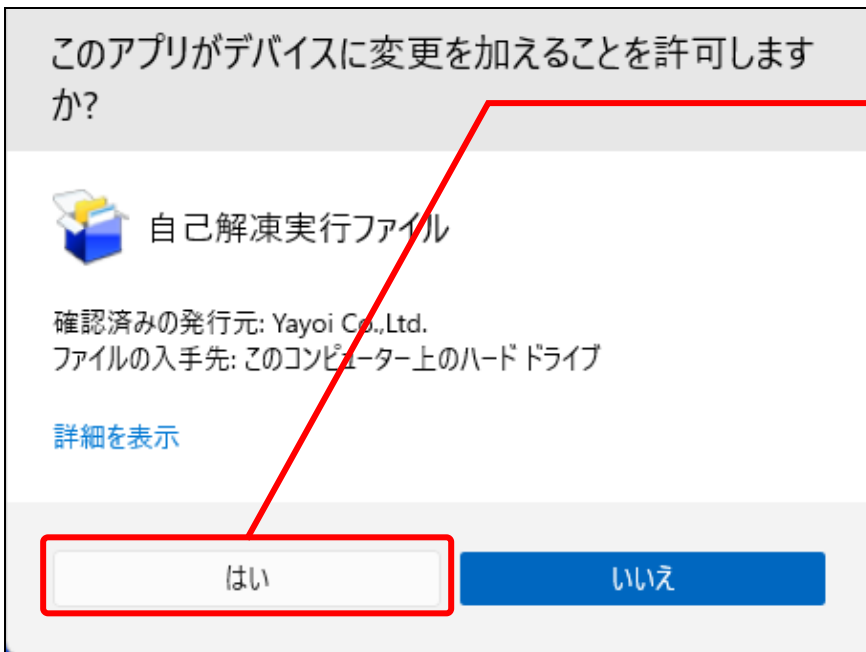 このアプリがデバイスに変更を加えることを許可します
か?
自己解凍実行ファイル
確認済みの発行元: Yayoi Co.,Ltd.
ファイルの入手先: このコンピューター上のハード ドライブ
詳細を表示
はい
いいえ